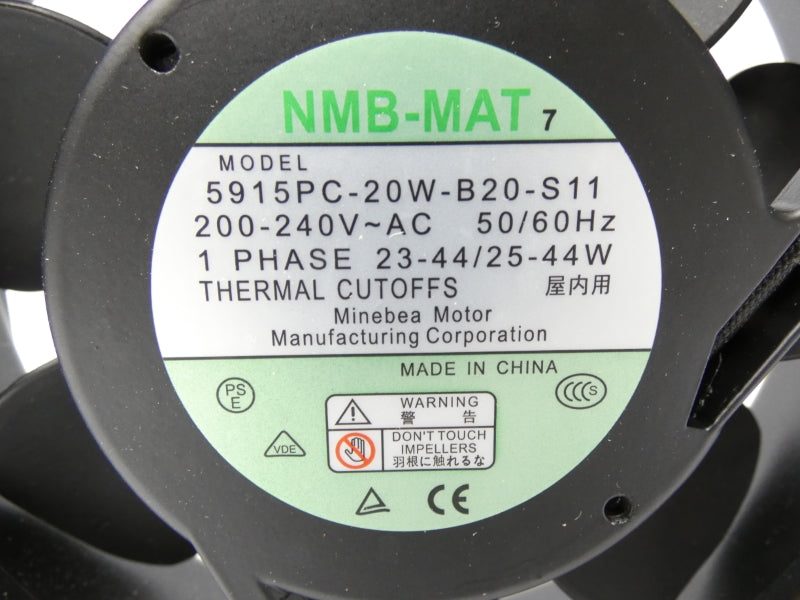 NMB-MAT 7
MODEL
5915PC-20W-B20-S11
200-240V~AC 50/60Hz
1 PHASE 23-44/25-44W
THERMAL CUTOFFS 屋内用
Minebea Motor
Manufacturing Corporation
MADE IN CHINA
PS
E
CCC S
VDE
WARNING
警 告
DON'T TOUCH
IMPELLERS
羽根に触れるな
CE